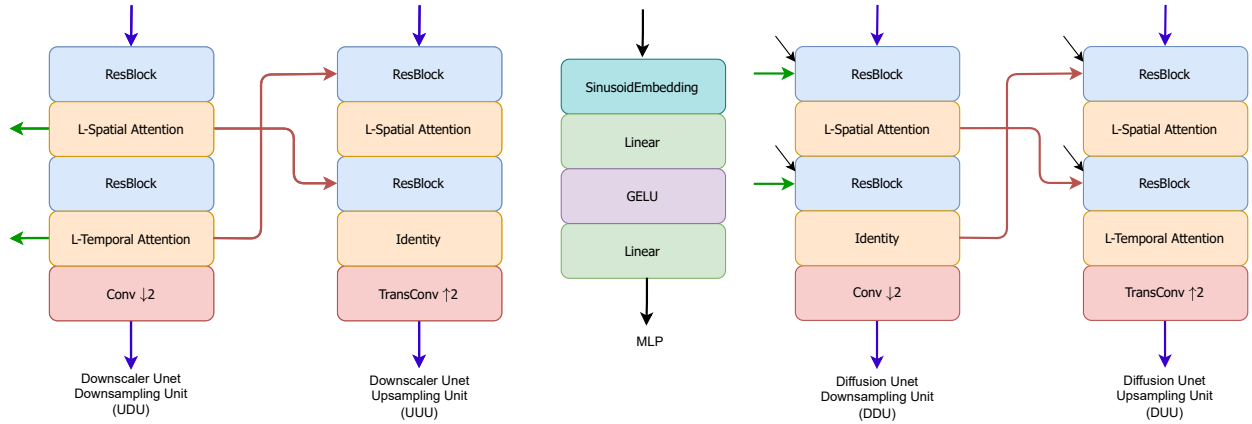 ResBlock
L-Spatial Attention
ResBlock
L-Temporal Attention
Conv ↓2
Downscaler Unet
Downsampling Unit
(UDU)
ResBlock
L-Spatial Attention
ResBlock
Identity
TransConv ↑2
Downscaler Unet
Upsampling Unit
(UUU)
SinusoidEmbedding
Linear
GELU
Linear
MLP
ResBlock
L-Spatial Attention
ResBlock
Identity
Conv ↓2
Diffusion Unet
Downsampling Unit
(DDU)
ResBlock
L-Spatial Attention
ResBlock
L-Temporal Attention
TransConv ↑2
Diffusion Unet
Upsampling Unit
(DUU)